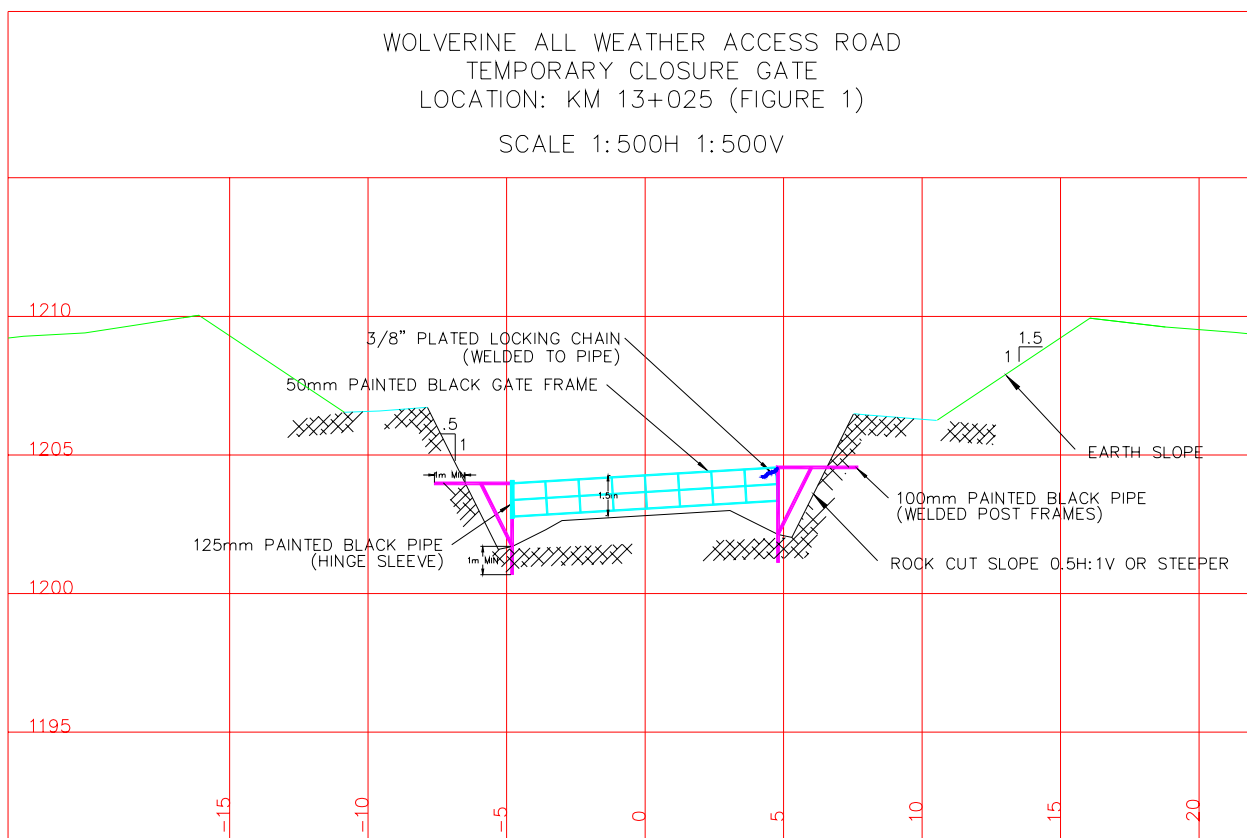 WOLVERINE ALL WEATHER ACCESS ROAD
TEMPORARY CLOSURE GATE
LOCATION: KM 13+025 (FIGURE 1)
SCALE 1:500H 1:500V
1210
3/8" PLATED LOCKING CHAIN
(WELDED TO PIPE)
1.5
1
50mm PAINTED BLACK GATE FRAME
.5
1
1205
EARTH SLOPE
1m MIN
1.5m
100mm PAINTED BLACK PIPE
(WELDED POST FRAMES)
125mm PAINTED BLACK PIPE
(HINGE SLEEVE)
1m MIN
ROCK CUT SLOPE 0.5H:1V OR STEEPER
1200
1195
-15
-10
-5
0
5
10
15
20